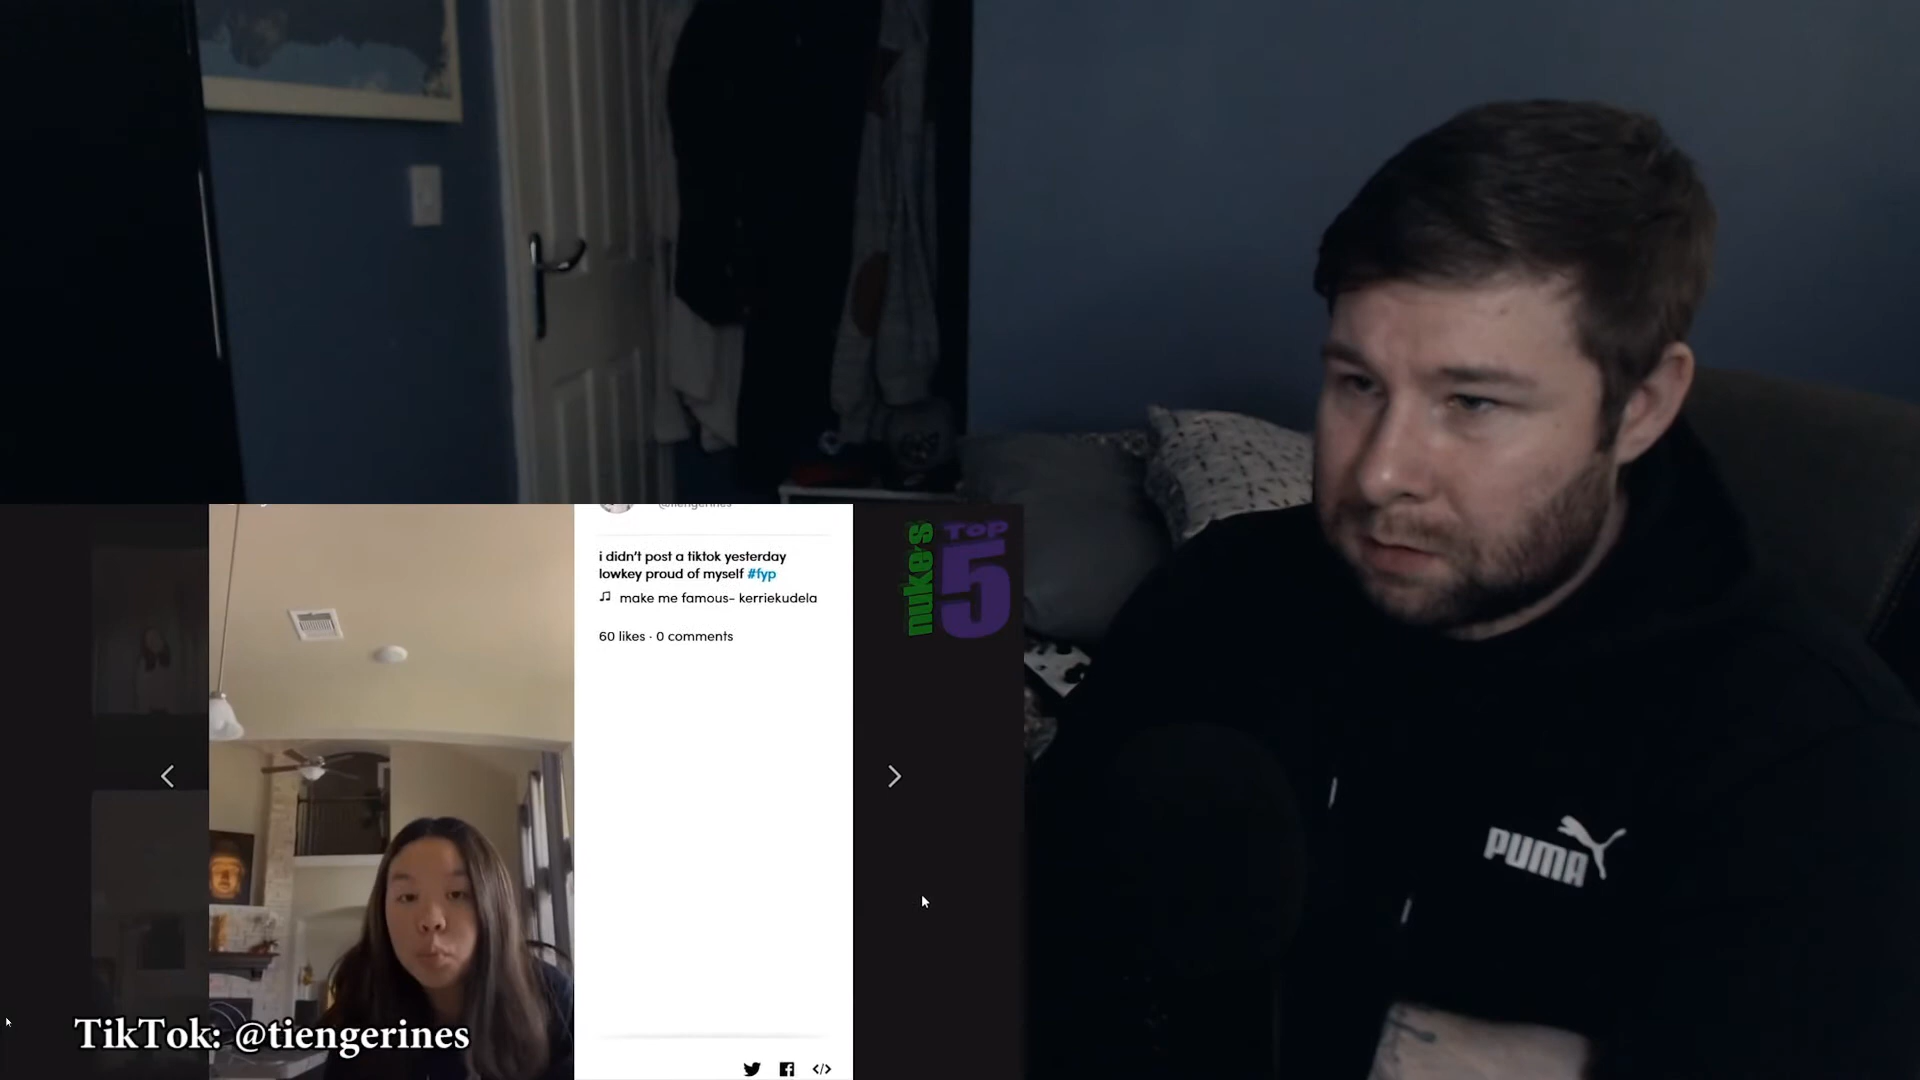 @tiengerines
i didn't post a tiktok yesterday
lowkey proud of myself #fyp
make me famous- kerriekudela
60 likes · 0 comments
nuke's
TOP
5
PUMA
TikTok: @tiengerines